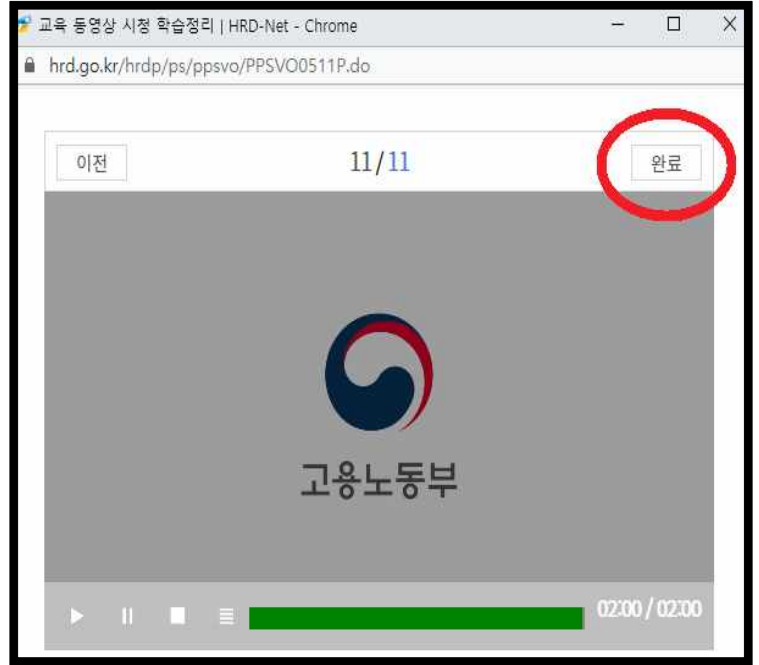 교육 동영상 시청 학습정리 | HRD-Net - Chrome
hrd.go.kr/hrdp/ps/ppsvo/PPSVO0511P.do
이전 11/11 완료
고용노동부
02:00 / 02:00